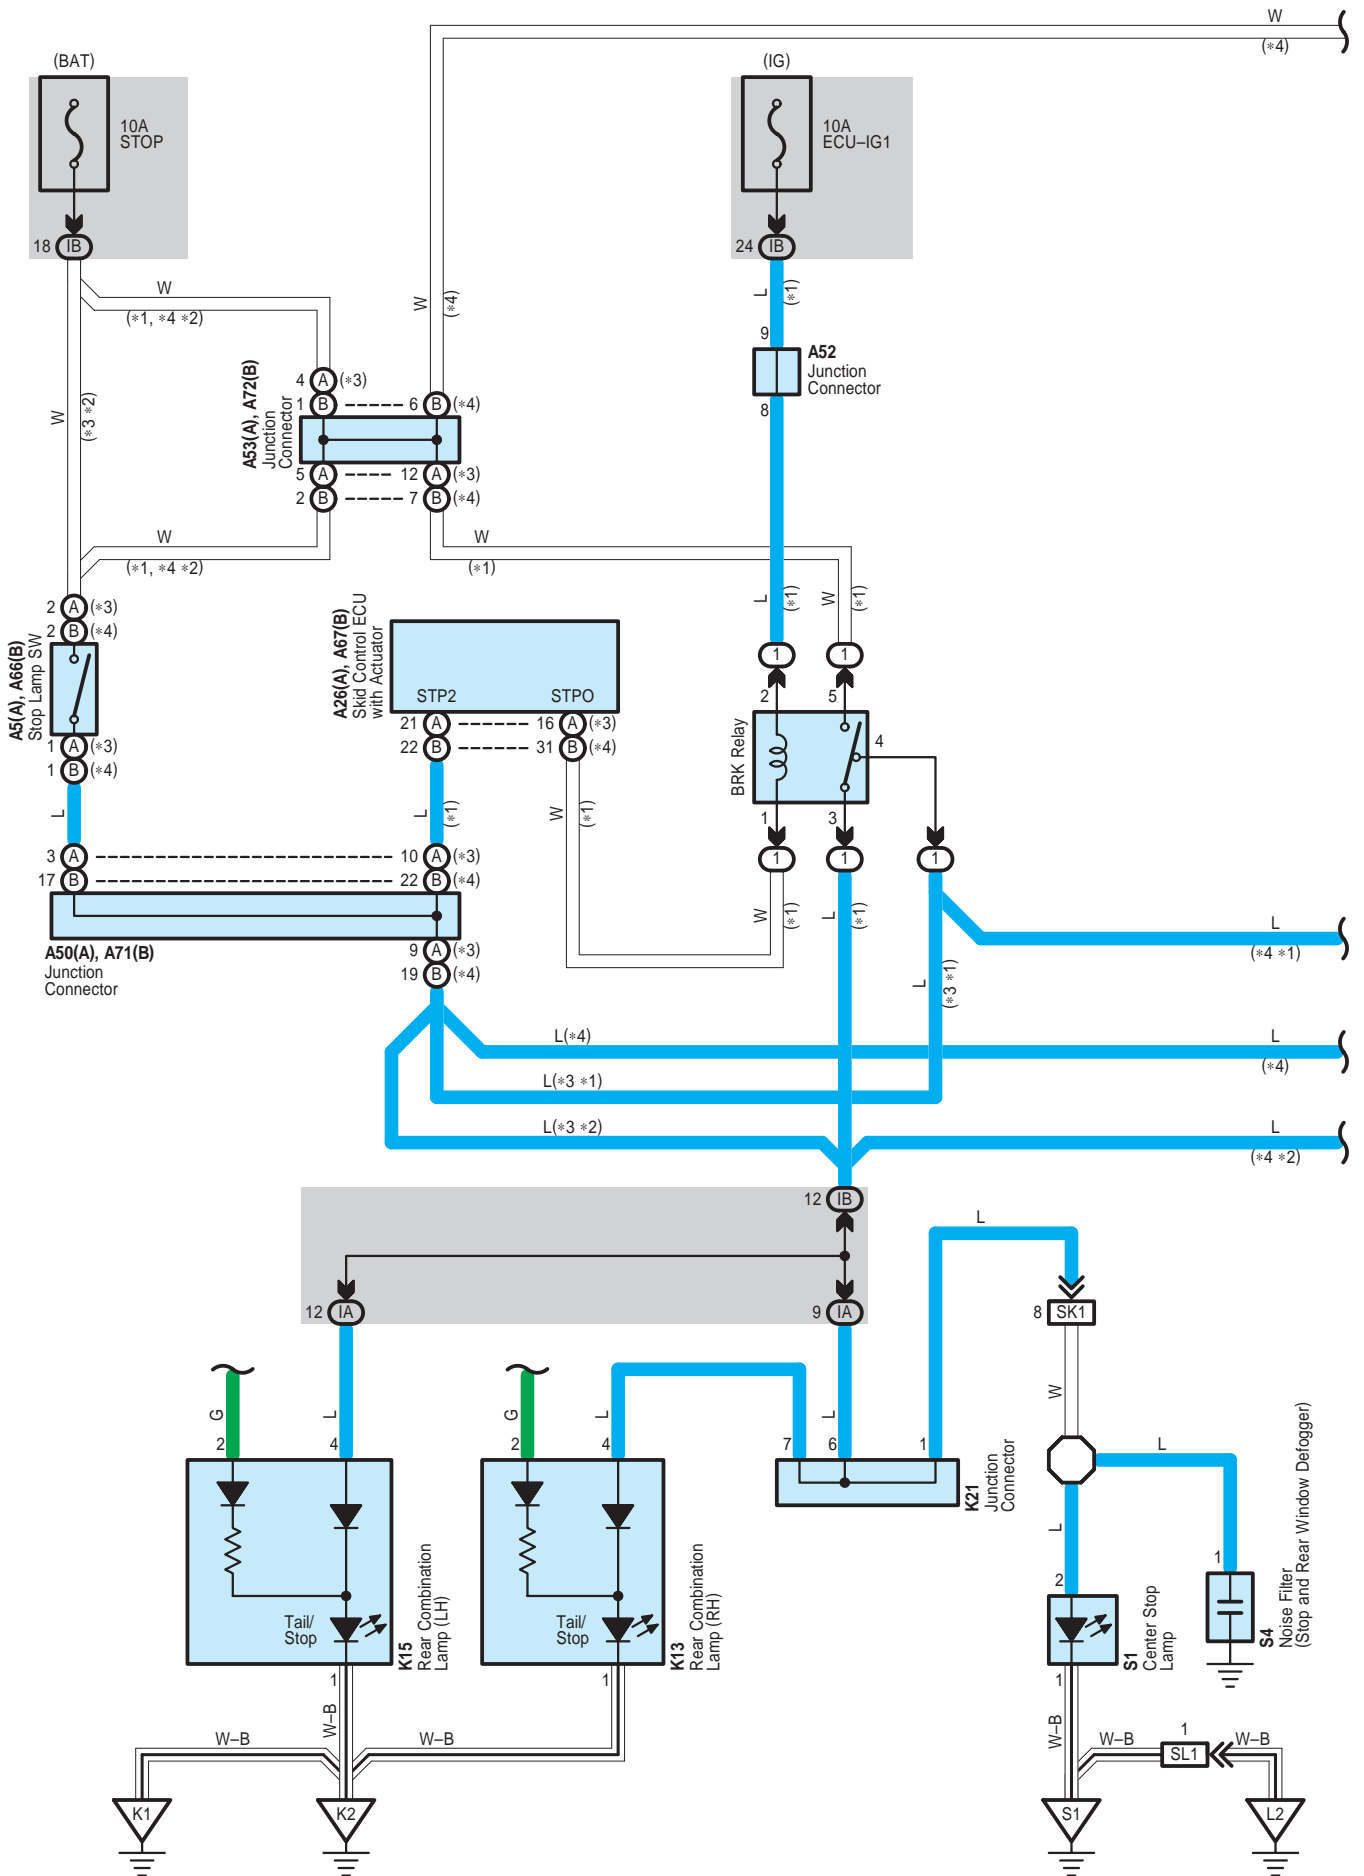 W
(*4)
(BAT)
10A
STOP
18 IB
(IG)
10A
ECU-IG1
24 IB
W
(*1, *4 *2)
W
(*4)
L
(*1)
9
A52
Junction
Connector
8
W
(*3 *2)
A53(A), A72(B)
Junction
Connector
4 A (*3)
1 B 6 B (*4)
5 A 12 A (*3)
2 B 7 B (*4)
W
(*1, *4 *2)
W
(*1)
L
(*1)
W
(*1)
2 A (*3)
2 B (*4)
A5(A), A66(B)
Stop Lamp SW
1 A (*3)
1 B (*4)
A26(A), A67(B)
Skid Control ECU
with Actuator
STP2 STPO
21 A 16 A (*3)
22 B 31 B (*4)
1 1
2 5
BRK Relay
4
1 3
1 1 1
L
L
(*1)
W
(*1)
3 A 10 A (*3)
17 B 22 B (*4)
A50(A), A71(B)
Junction
Connector
9 A (*3)
19 B (*4)
W
(*1)
L
(*1)
L
(*3 *1)
L
(*4 *1)
L(*4)
L
(*4)
L(*3 *1)
L(*3 *2)
L
(*4 *2)
12 IB
12 IA
9 IA
L
8 SK1
G
L
G
L
L
W
2 4
2 4
7 6 1
K21
Junction
Connector
L
L
1
S4
Noise Filter
(Stop and Rear Window Defogger)
2
Tail/
Stop
K15
Rear Combination
Lamp (LH)
1
Tail/
Stop
K13
Rear Combination
Lamp (RH)
1
S1
Center Stop
Lamp
1
W-B
W-B
W-B
W-B
W-B
1
SL1
W-B
K1
K2
S1
L2